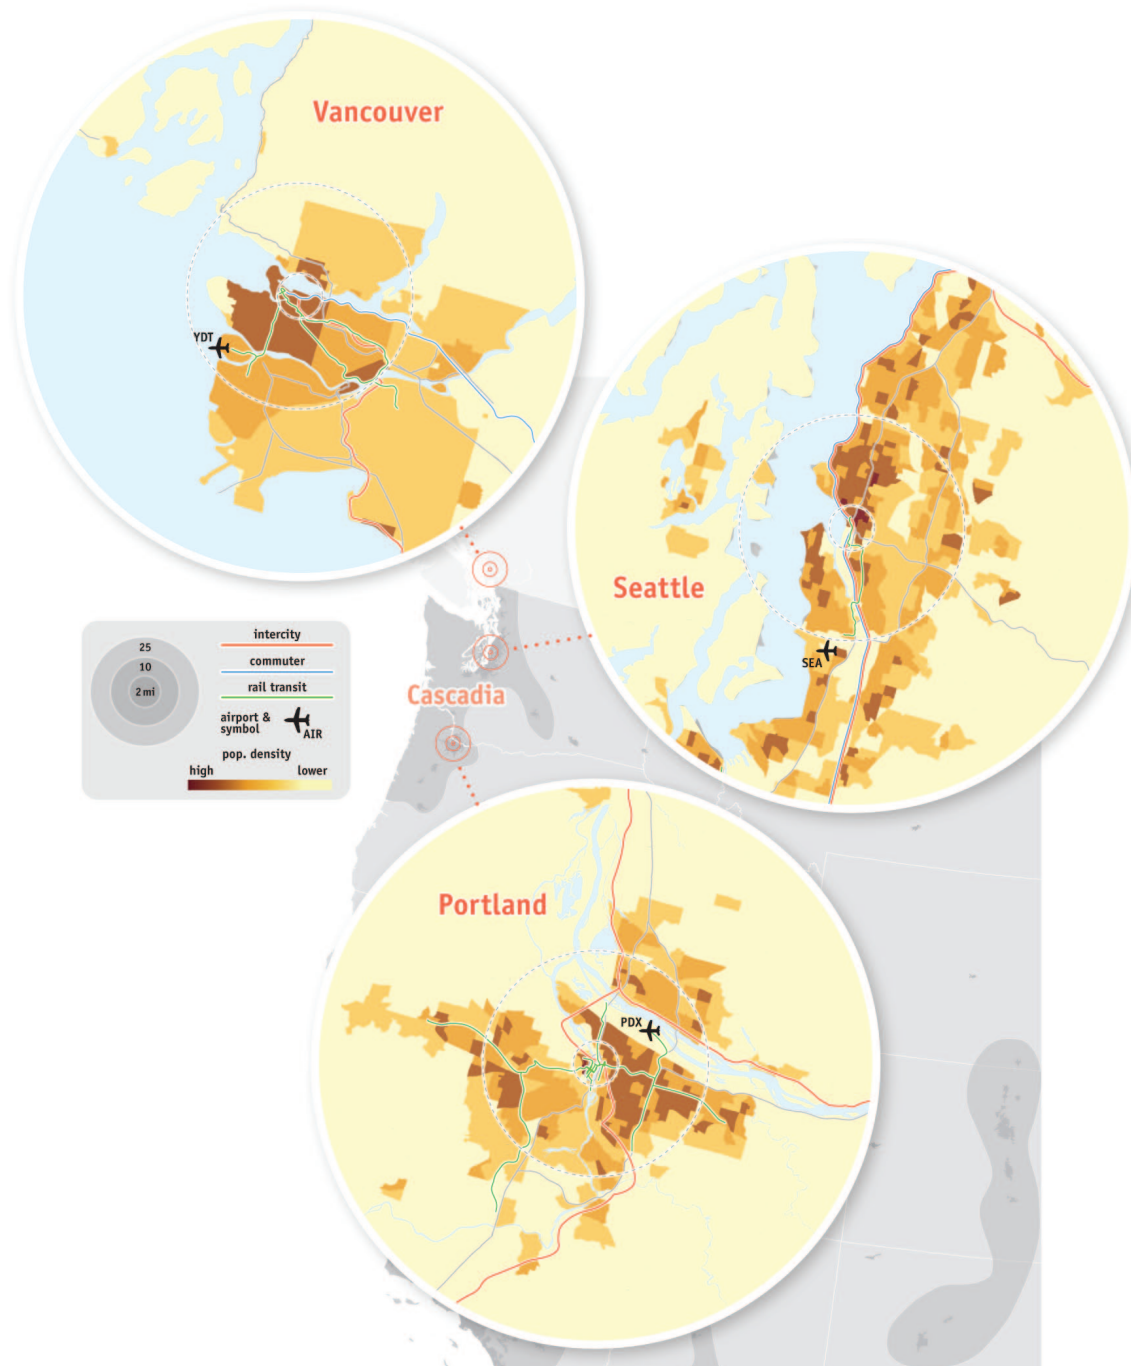 Vancouver
YDT
Seattle
SEA
25
10
2 mi
intercity
commuter
rail transit
airport &
symbol
AIR
pop. density
high
lower
Cascadia
Portland
PDX